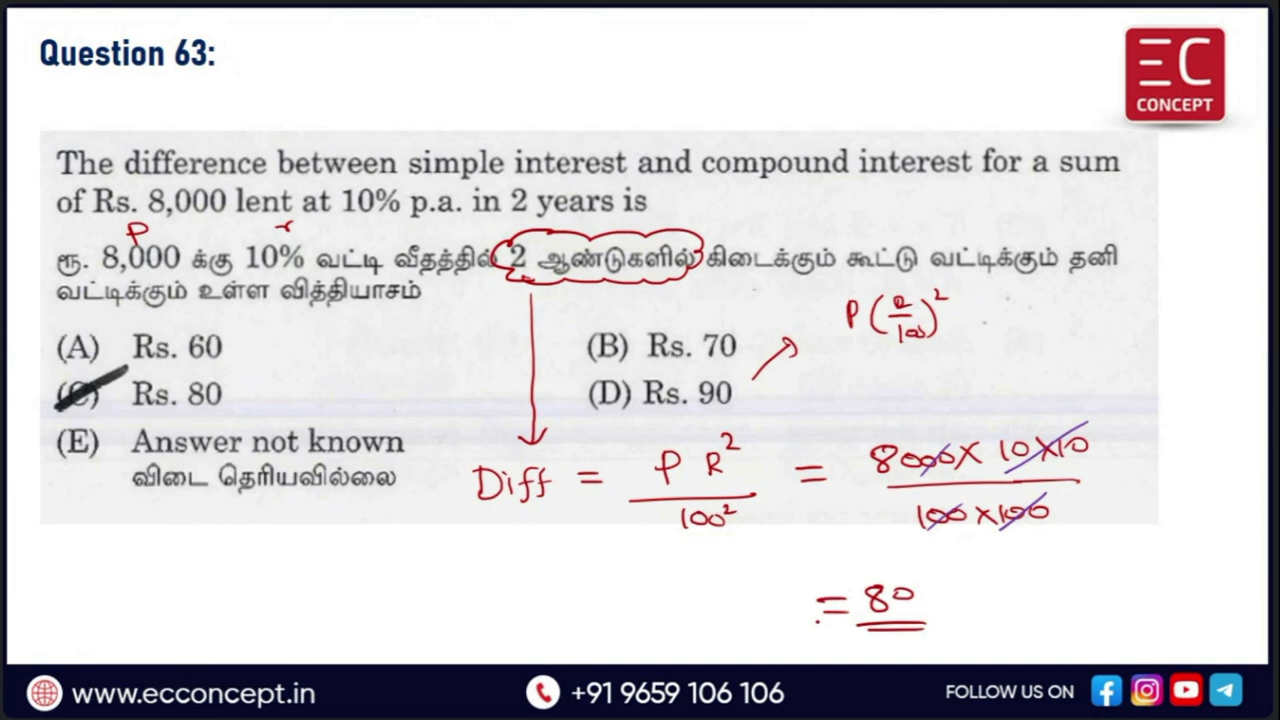 Question 63:
EC
CONCEPT
The difference between simple interest and compound interest for a sum
of Rs. 8,000 lent at 10% p.a. in 2 years is
P r
ரூ. 8,000 க்கு 10% வட்டி வீதத்தில் 2 ஆண்டுகளில் கிடைக்கும் கூட்டு வட்டிக்கும் தனி
வட்டிக்கும் உள்ள வித்தியாசம்
P (R/100)²
(A) Rs. 60 (B) Rs. 70
(C) Rs. 80 (D) Rs. 90
(E) Answer not known
விடை தெரியவில்லை
Diff = P R² / 100² = 8000 × 10 × 10 / 100 × 100
= 80
www.ecconcept.in +91 9659 106 106 FOLLOW US ON